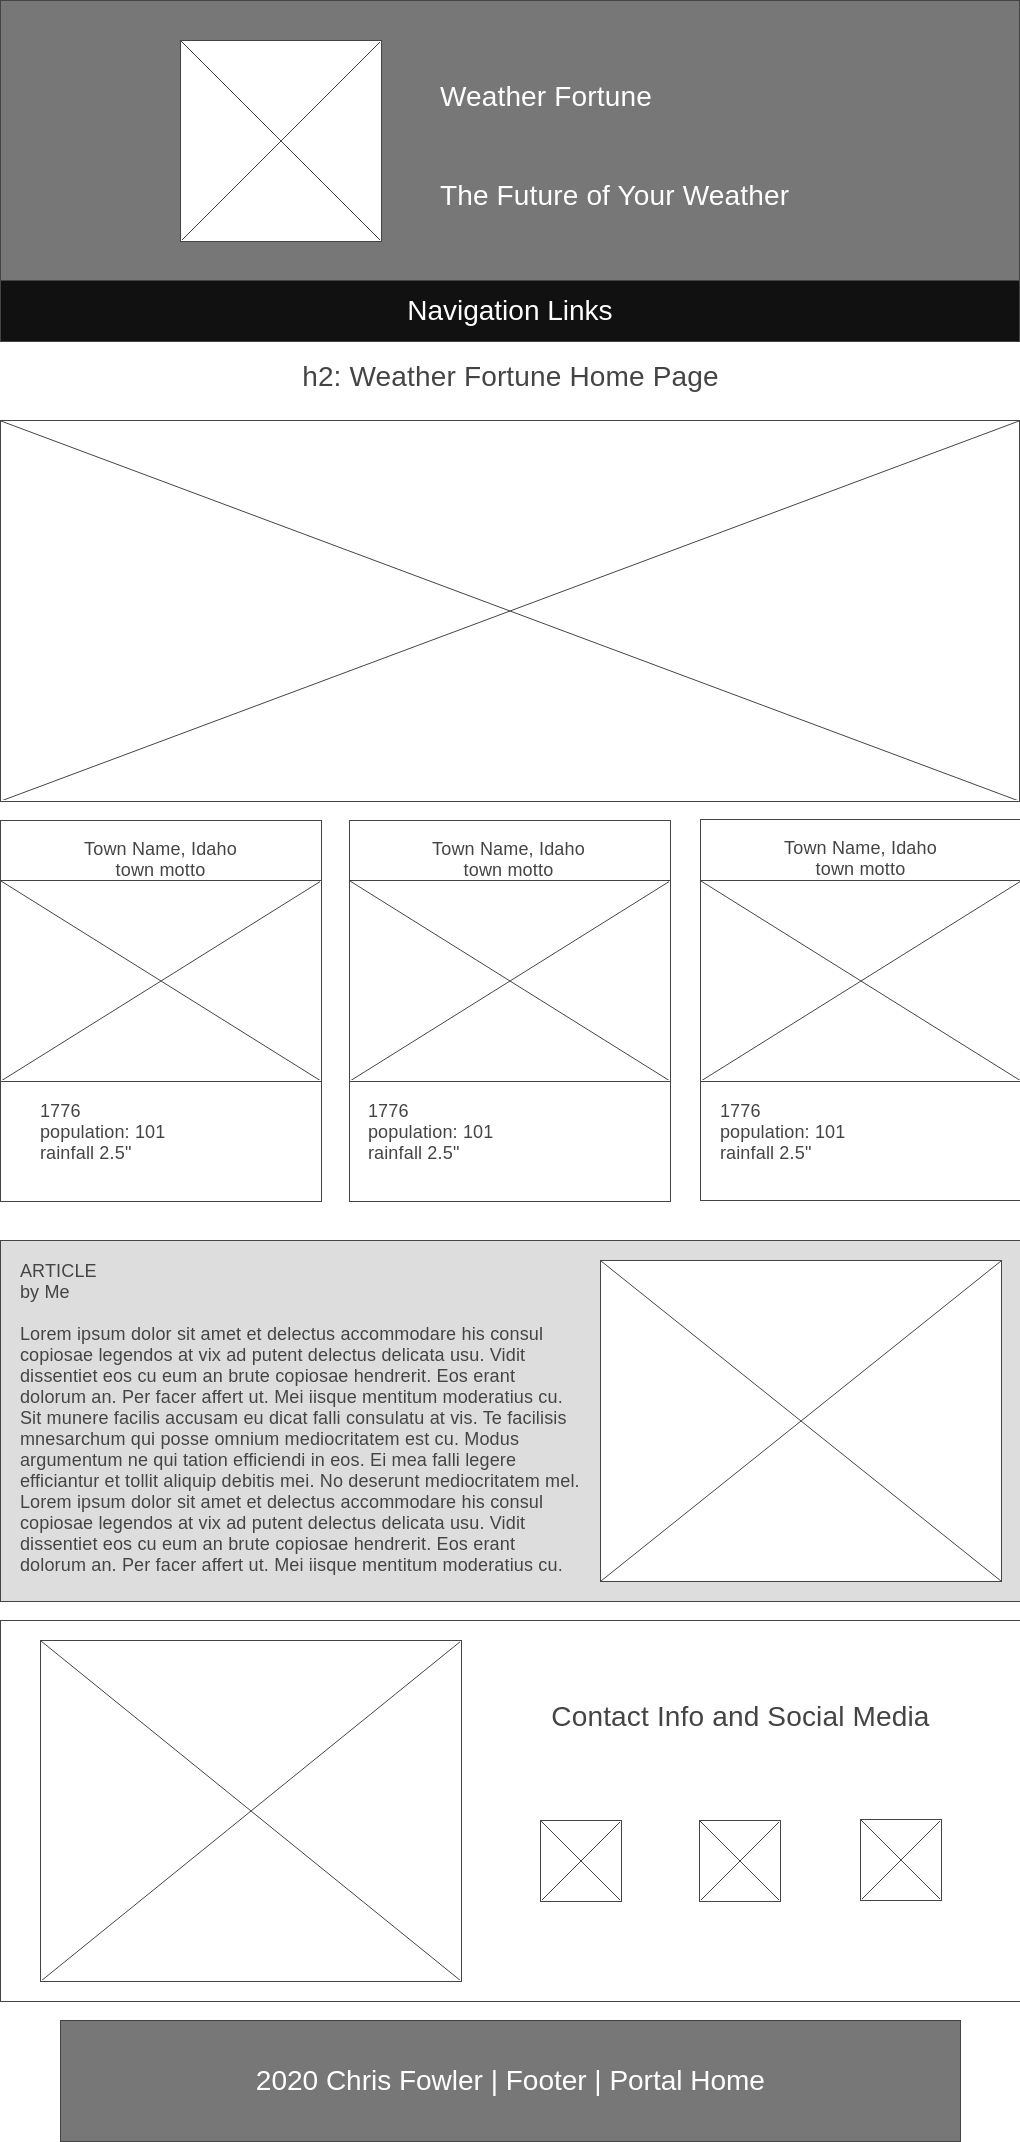 Weather Fortune
The Future of Your Weather
Navigation Links
h2: Weather Fortune Home Page
Town Name, Idaho
town motto
1776
population: 101
rainfall 2.5"
Town Name, Idaho
town motto
1776
population: 101
rainfall 2.5"
Town Name, Idaho
town motto
1776
population: 101
rainfall 2.5"
ARTICLE
by Me
Lorem ipsum dolor sit amet et delectus accommodare his consul
copiosae legendos at vix ad putent delectus delicata usu. Vidit
dissentiet eos cu eum an brute copiosae hendrerit. Eos erant
dolorum an. Per facer affert ut. Mei iisque mentitum moderatius cu.
Sit munere facilis accusam eu dicat falli consulatu at vis. Te facilisis
mnesarchum qui posse omnium mediocritatem est cu. Modus
argumentum ne qui tation efficiendi in eos. Ei mea falli legere
efficiantur et tollit aliquip debitis mei. No deserunt mediocritatem mel.
Lorem ipsum dolor sit amet et delectus accommodare his consul
copiosae legendos at vix ad putent delectus delicata usu. Vidit
dissentiet eos cu eum an brute copiosae hendrerit. Eos erant
dolorum an. Per facer affert ut. Mei iisque mentitum moderatius cu.
Contact Info and Social Media
2020 Chris Fowler | Footer | Portal Home